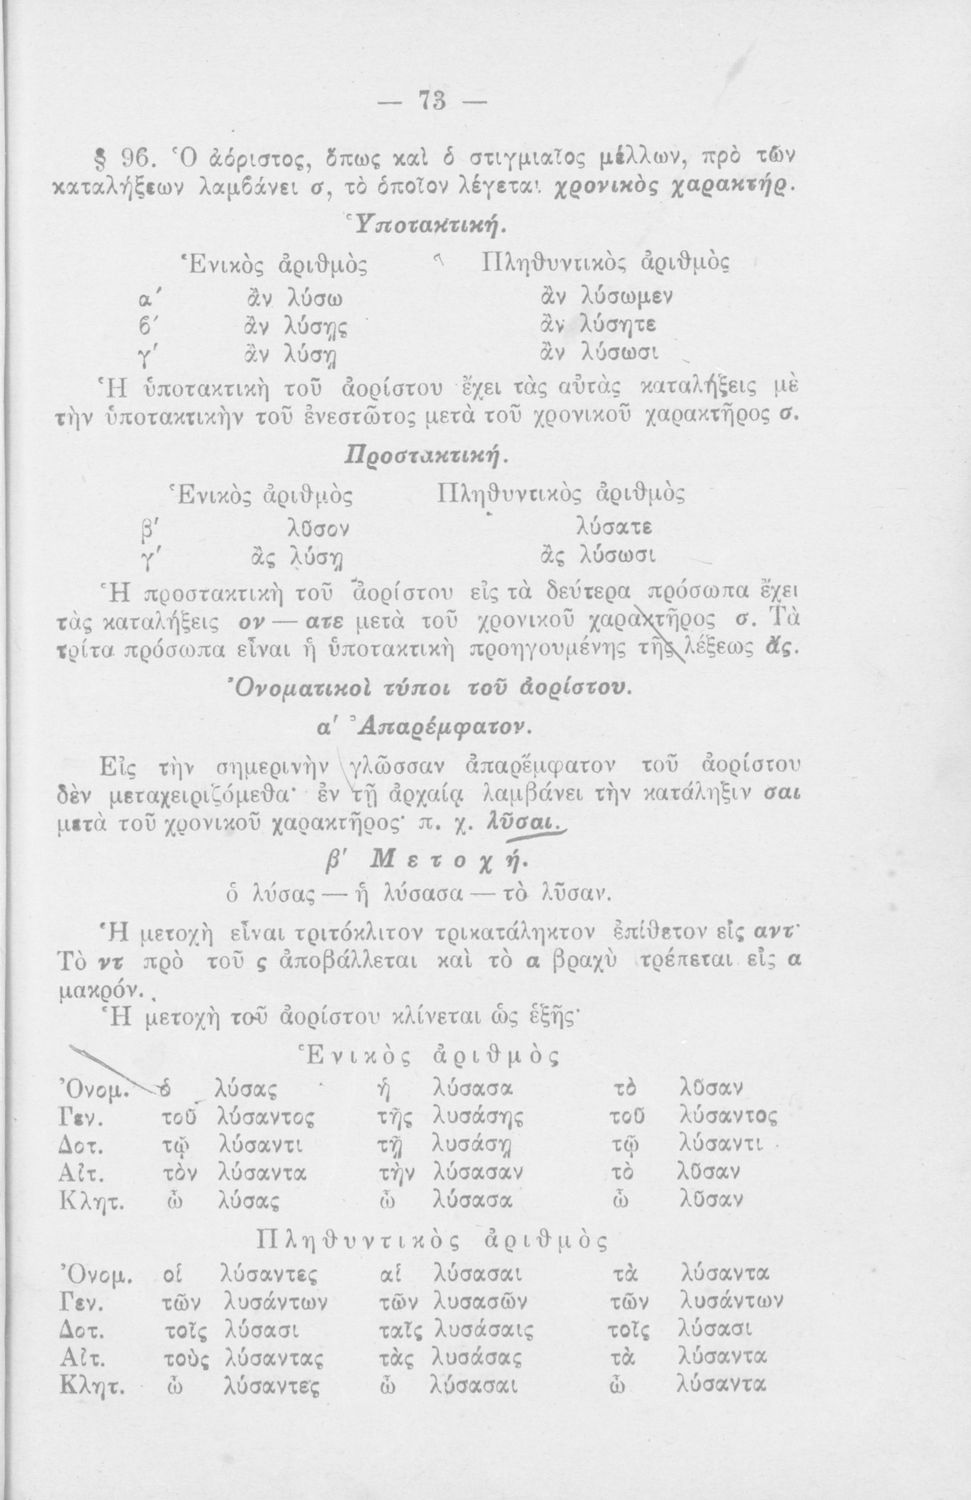 — 73 —
§ 96. Ὁ ἀόριστος, ὅπως καὶ ὁ στιγμιαῖος μέλλων, πρὸ τῶν
καταλήξεων λαμβάνει σ, τὸ ὁποῖον λέγεται χρονικὸς χαρακτήρ.
Ὑποτακτική.
Ἑνικὸς ἀριθμὸς Πληθυντικὸς ἀριθμὸς
α΄ ἂν λύσω ἂν λύσωμεν
β΄ ἂν λύσῃς ἂν λύσητε
γ΄ ἂν λύσῃ ἂν λύσωσι
Ἡ ὑποτακτικὴ τοῦ ἀορίστου ἔχει τὰς αὐτὰς καταλήξεις μὲ
τὴν ὑποτακτικὴν τοῦ ἐνεστῶτος μετὰ τοῦ χρονικοῦ χαρακτῆρος σ.
Προστακτική.
Ἑνικὸς ἀριθμὸς Πληθυντικὸς ἀριθμὸς
β΄ λῦσον λύσατε
γ΄ ἂς λύσῃ ἂς λύσωσι
Ἡ προστακτικὴ τοῦ ἀορίστου εἰς τὰ δεύτερα πρόσωπα ἔχει
τὰς καταλήξεις ον — ατε μετὰ τοῦ χρονικοῦ χαρακτῆρος σ. Τὰ
τρίτα πρόσωπα εἶναι ἡ ὑποτακτικὴ προηγουμένης τῆς λέξεως ἂς.
Ὀνοματικοὶ τύποι τοῦ ἀορίστου.
α΄ Ἀπαρέμφατον.
Εἰς τὴν σημερινὴν γλῶσσαν ἀπαρέμφατον τοῦ ἀορίστου
δὲν μεταχειριζόμεθα· ἐν τῇ ἀρχαίᾳ λαμβάνει τὴν κατάληξιν σαι
μετὰ τοῦ χρονικοῦ χαρακτῆρος· π. χ. λῦσαι.
β΄ Μετοχή.
ὁ λύσας — ἡ λύσασα — τὸ λῦσαν.
Ἡ μετοχὴ εἶναι τριτόκλιτον τρικατάληκτον ἐπίθετον εἰς αντ·
Τὸ ντ πρὸ τοῦ ς ἀποβάλλεται καὶ τὸ α βραχὺ τρέπεται εἰς α
μακρόν.
Ἡ μετοχὴ τοῦ ἀορίστου κλίνεται ὡς ἑξῆς·
Ἑνικὸς ἀριθμὸς
Ὀνομ. ὁ λύσας ἡ λύσασα τὸ λῦσαν
Γεν. τοῦ λύσαντος τῆς λυσάσης τοῦ λύσαντος
Δοτ. τῷ λύσαντι τῇ λυσάσῃ τῷ λύσαντι
Αἰτ. τὸν λύσαντα τὴν λύσασαν τὸ λῦσαν
Κλητ. ὦ λύσας ὦ λύσασα ὦ λῦσαν
Πληθυντικὸς ἀριθμὸς
Ὀνομ. οἱ λύσαντες αἱ λύσασαι τὰ λύσαντα
Γεν. τῶν λυσάντων τῶν λυσασῶν τῶν λυσάντων
Δοτ. τοῖς λύσασι ταῖς λυσάσαις τοῖς λύσασι
Αἰτ. τοὺς λύσαντας τὰς λυσάσας τὰ λύσαντα
Κλητ. ὦ λύσαντες ὦ λύσασαι ὦ λύσαντα